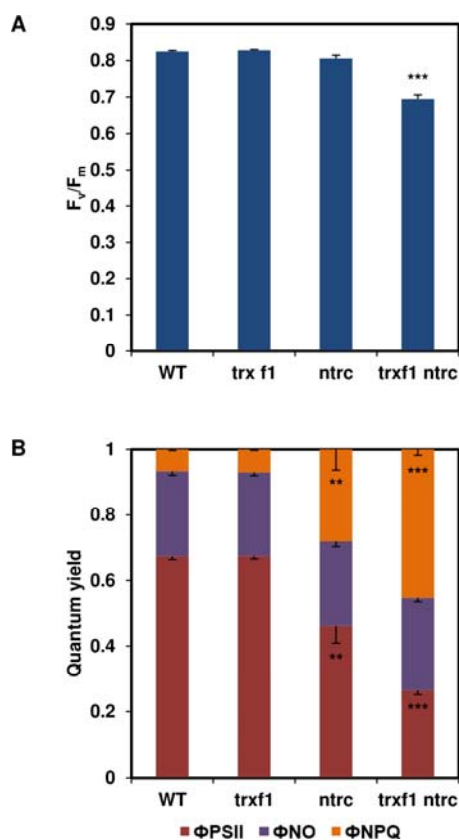 A
0.9
0.8
0.7
0.6
0.5
0.4
0.3
0.2
0.1
0
Fv/Fm
***
WT trx f1 ntrc trxf1 ntrc
B
1
0.8
0.6
0.4
0.2
0
Quantum yield
** ***
** ***
WT trxf1 ntrc trxf1 ntrc
ΦPSII ΦNO ΦNPQ